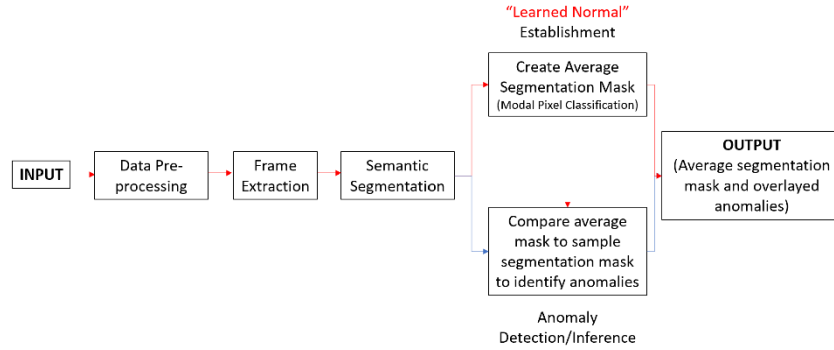 “Learned Normal”
Establishment
Create Average
Segmentation Mask
(Modal Pixel Classification)
INPUT
Data Pre-
processing
Frame
Extraction
Semantic
Segmentation
OUTPUT
(Average segmentation
mask and overlayed
anomalies)
Compare average
mask to sample
segmentation mask
to identify anomalies
Anomaly
Detection/Inference